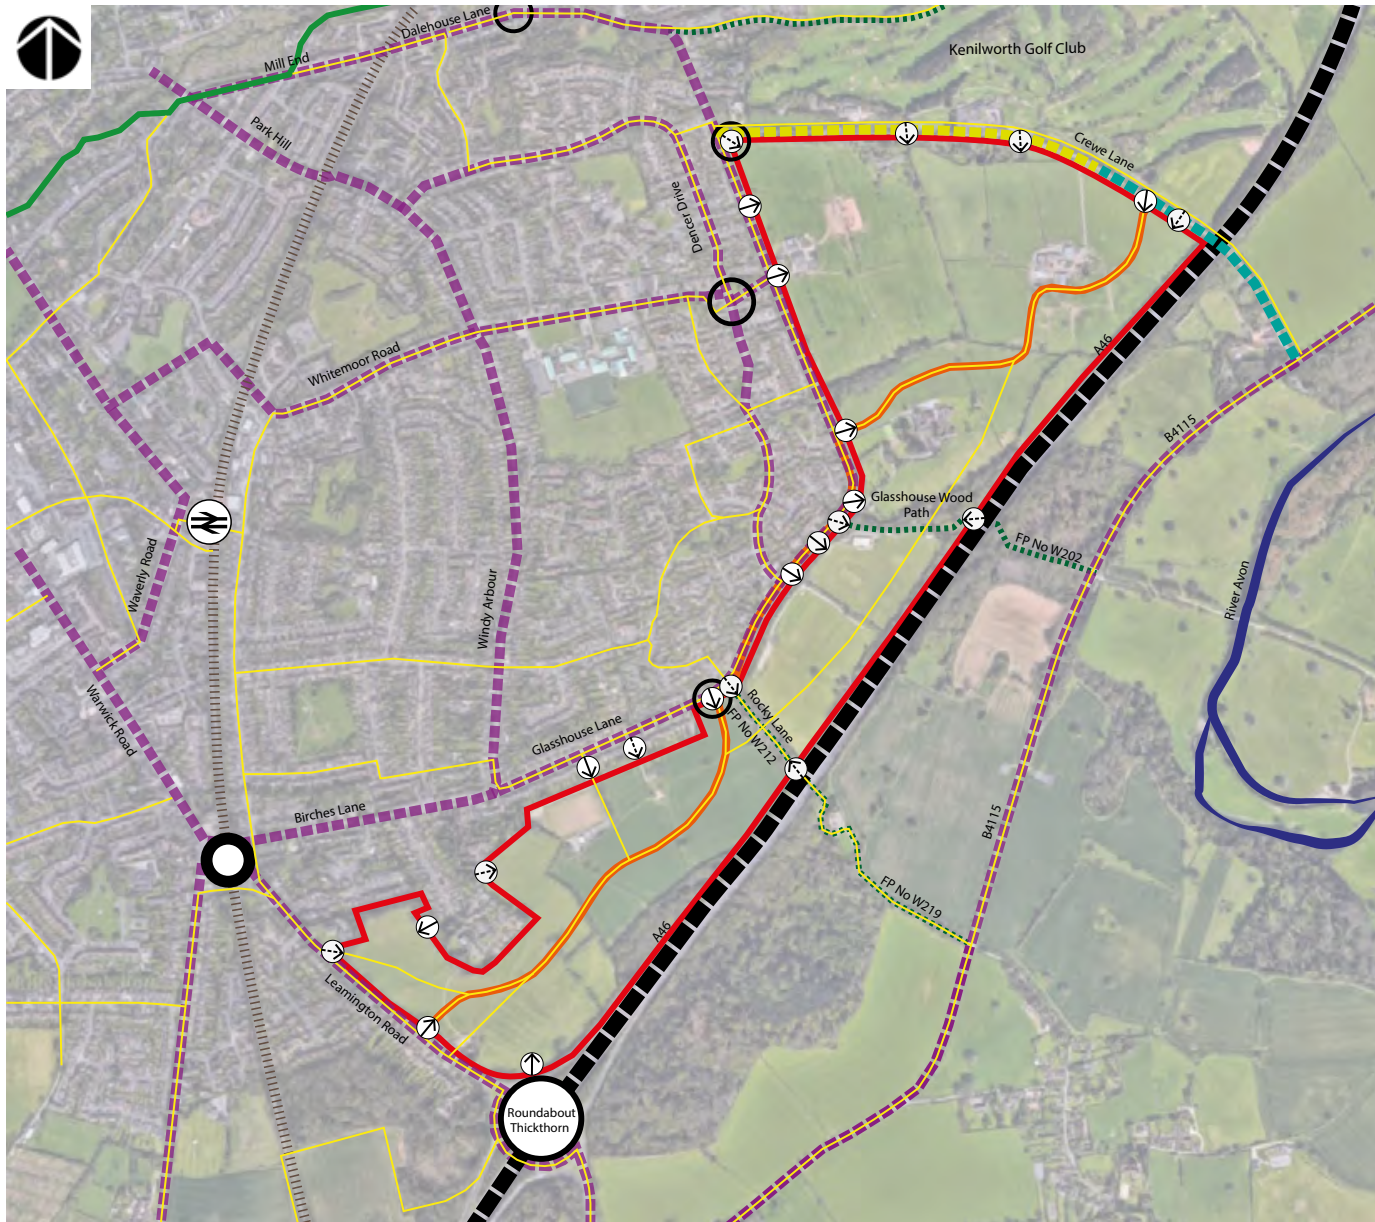 Dalehouse Lane
Mill End
Kenilworth Golf Club
Park Hill
Crewe Lane
Dencer Drive
Whitemoor Road
A46
B4115
Glasshouse Wood
Path
FP No W202
River Avon
Waverly Road
Windy Arbour
Warwick Road
Rocky Lane
FP No W212
Glasshouse Lane
Birches Lane
B4115
FP No W219
A46
Leamington Road
Roundabout
Thickthorn